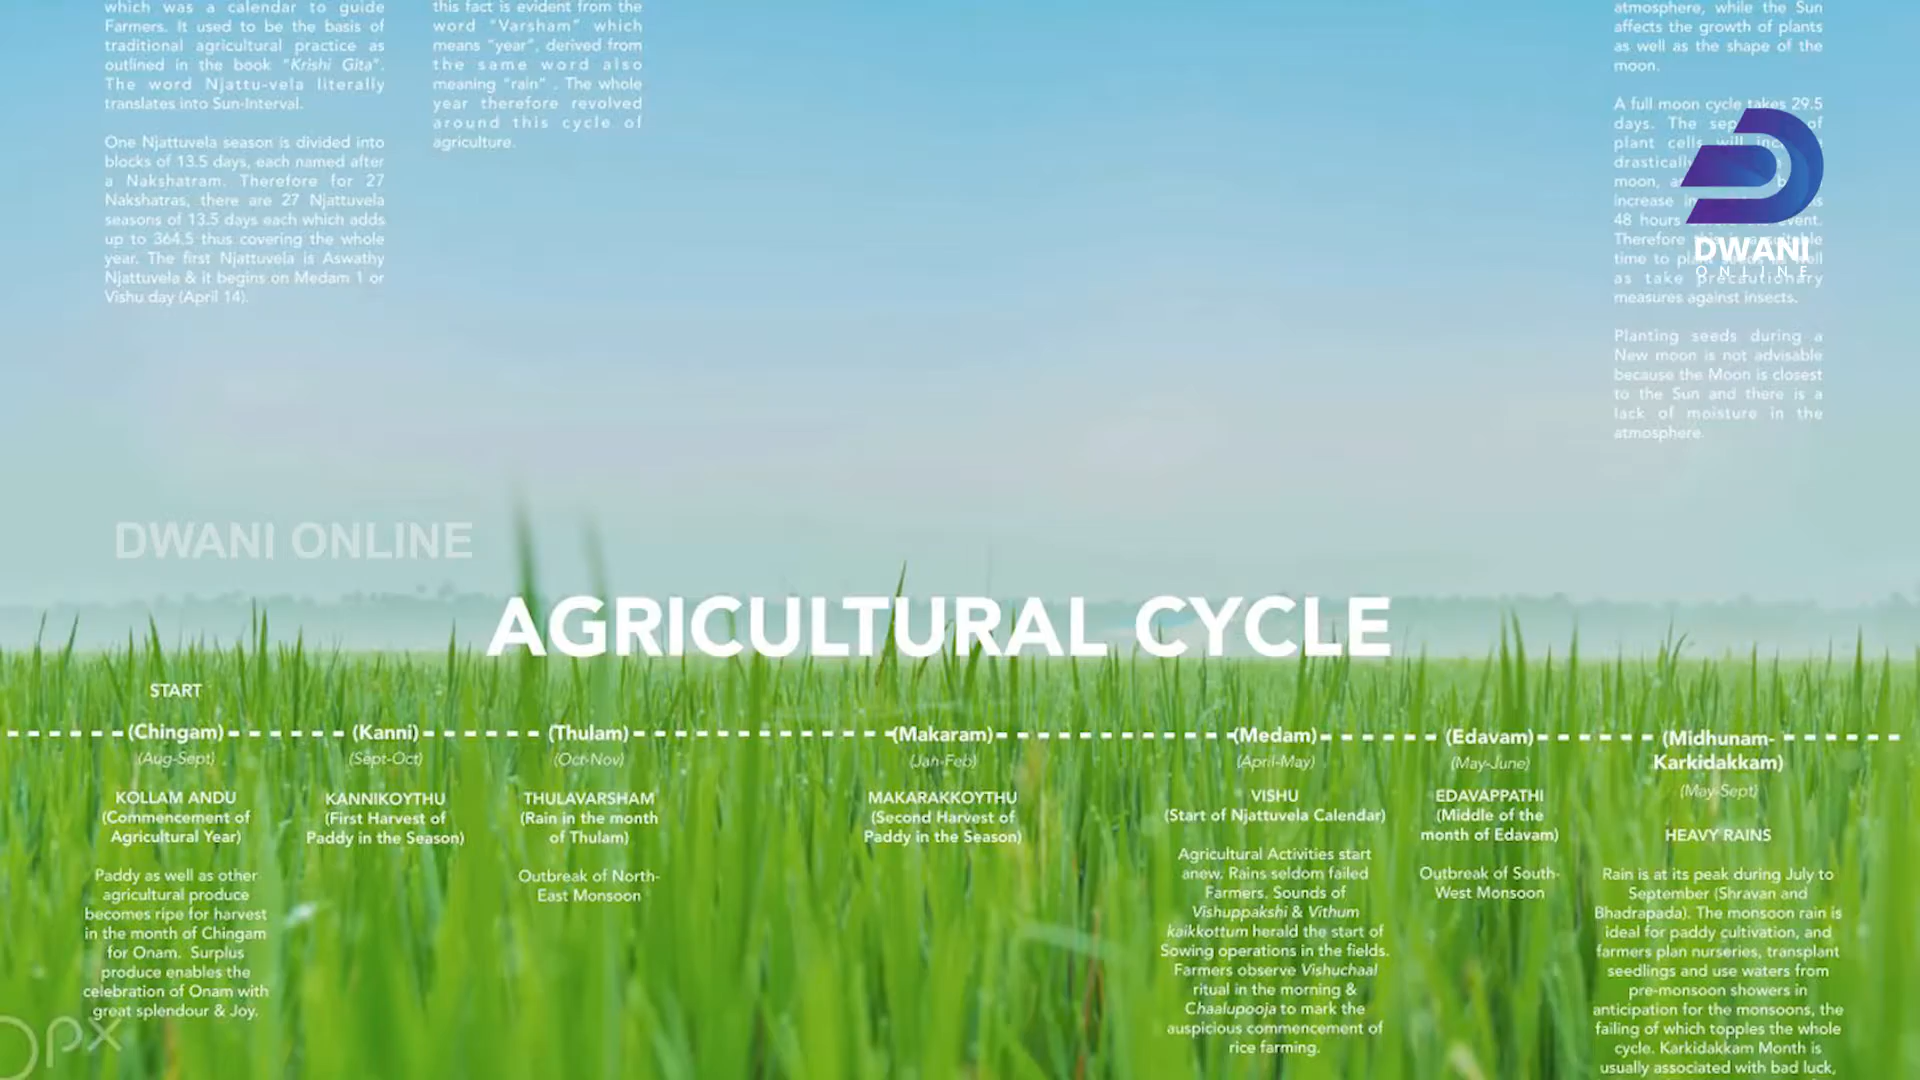 which was a calendar to guide
Farmers. It used to be the basis of
traditional agricultural practice as
outlined in the book "Krishi Gita".
The word Njattu-vela literally
translates into Sun-Interval.
One Njattuvela season is divided into
blocks of 13.5 days, each named after
a Nakshatram. Therefore for 27
Nakshatras, there are 27 Njattuvela
seasons of 13.5 days each which adds
up to 364.5 thus covering the whole
year. The first Njattuvela is Aswathy
Njattuvela & it begins on Medam 1 or
Vishu day (April 14).
this fact is evident from the
word "Varsham" which
means "year", derived from
the same word also
meaning "rain" . The whole
year therefore revolved
around this cycle of
agriculture.
atmosphere, while the Sun
affects the growth of plants
as well as the shape of the
moon.
A full moon cycle takes 29.5
days. The of
plant cells will
drastically
moon,
increase
48 hours event.
Therefore
time to plant seeds as well
as take precautionary
measures against insects.
Planting seeds during a
New moon is not advisable
because the Moon is closest
to the Sun and there is a
lack of moisture in the
atmosphere.
DWANI
ONLINE
DWANI ONLINE
AGRICULTURAL CYCLE
START
(Chingam)
(Aug-Sept)
KOLLAM ANDU
(Commencement of
Agricultural Year)
Paddy as well as other
agricultural produce
becomes ripe for harvest
in the month of Chingam
for Onam. Surplus
produce enables the
celebration of Onam with
great splendour & Joy.
(Kanni)
(Sept-Oct)
KANNIKOYTHU
(First Harvest of
Paddy in the Season)
(Thulam)
(Oct-Nov)
THULAVARSHAM
(Rain in the month
of Thulam)
Outbreak of North-
East Monsoon
(Makaram)
(Jan-Feb)
MAKARAKKOYTHU
(Second Harvest of
Paddy in the Season)
(Medam)
(April-May)
VISHU
(Start of Njattuvela Calendar)
Agricultural Activities start
anew. Rains seldom failed
Farmers. Sounds of
Vishuppakshi & Vithum
kaikkottum herald the start of
Sowing operations in the fields.
Farmers observe Vishuchaal
ritual in the morning &
Chaalupooja to mark the
auspicious commencement of
rice farming.
(Edavam)
(May-June)
EDAVAPPATHI
(Middle of the
month of Edavam)
Outbreak of South-
West Monsoon
(Midhunam-
Karkidakkam)
(May-Sept)
HEAVY RAINS
Rain is at its peak during July to
September (Shravan and
Bhadrapada). The monsoon rain is
ideal for paddy cultivation, and
farmers plan nurseries, transplant
seedlings and use waters from
pre-monsoon showers in
anticipation for the monsoons, the
failing of which topples the whole
cycle. Karkidakkam Month is
usually associated with bad luck,
px